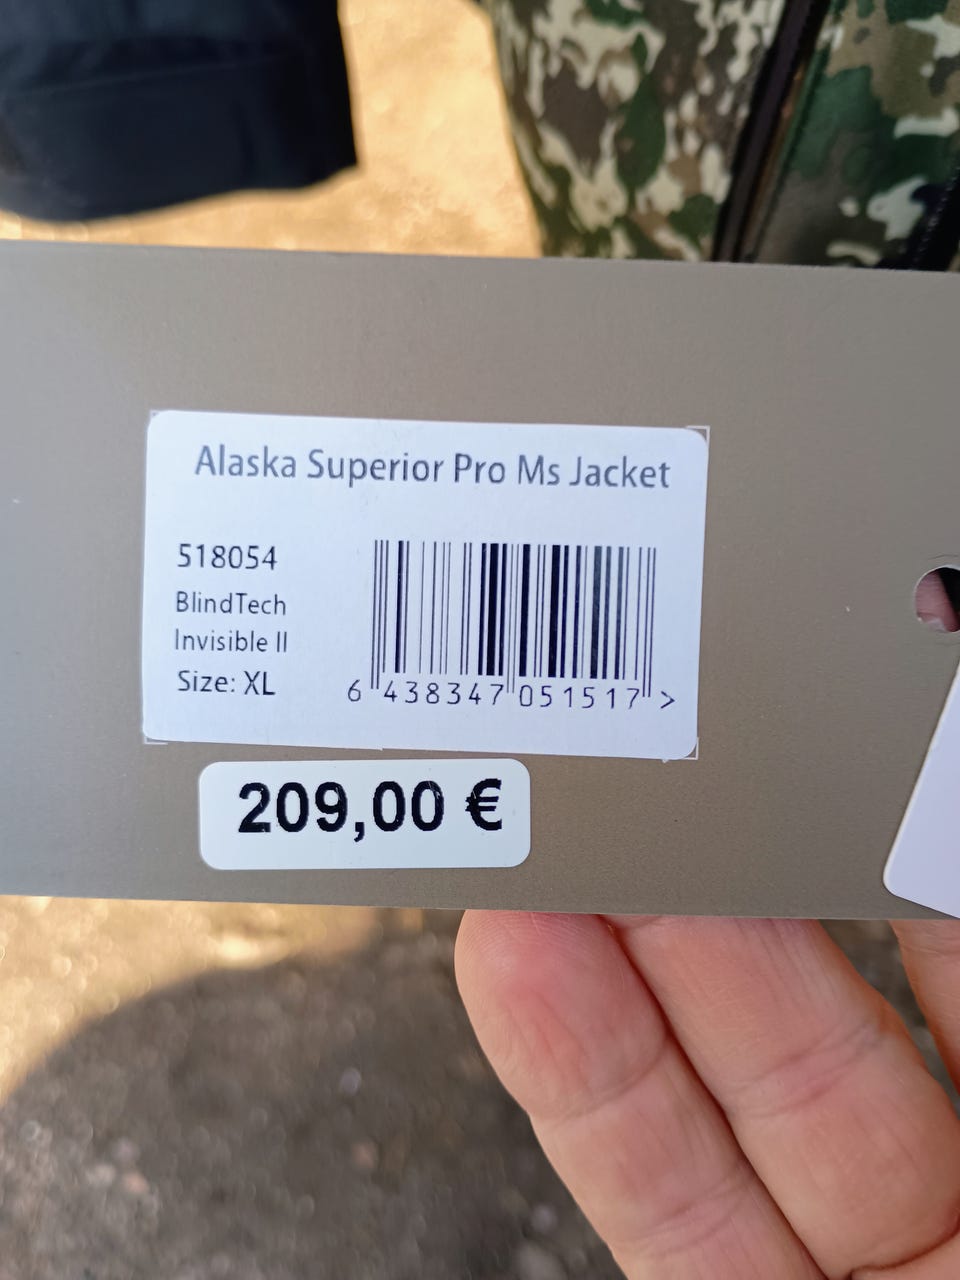 Alaska Superior Pro Ms Jacket
518054
BlindTech
Invisible II
Size: XL
6 438347 051517 >
209,00 €